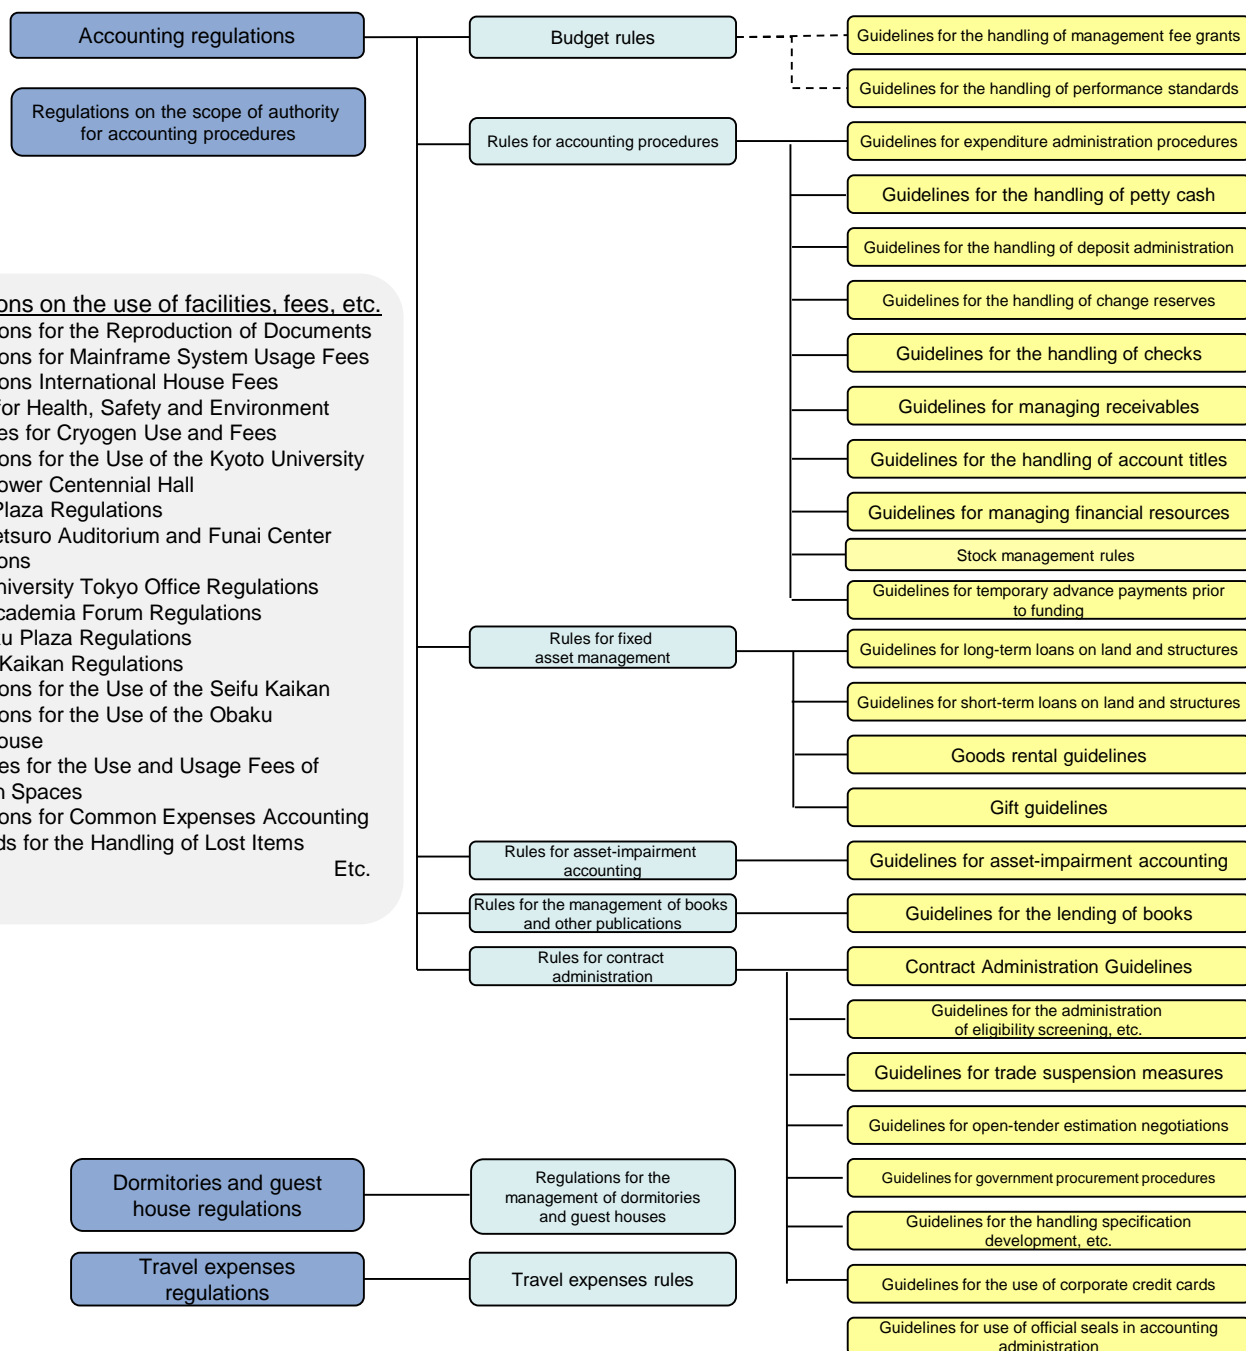 Accounting regulations
Regulations on the scope of authority
for accounting procedures
ons on the use of facilities, fees, etc.
ons for the Reproduction of Documents
ons for Mainframe System Usage Fees
ons International House Fees
for Health, Safety and Environment
es for Cryogen Use and Fees
ons for the Use of the Kyoto University
ower Centennial Hall
Plaza Regulations
etsuro Auditorium and Funai Center
ons
niversity Tokyo Office Regulations
cademia Forum Regulations
u Plaza Regulations
Kaikan Regulations
ons for the Use of the Seifu Kaikan
ons for the Use of the Obaku
ouse
es for the Use and Usage Fees of
n Spaces
ons for Common Expenses Accounting
ds for the Handling of Lost Items
Etc.
Dormitories and guest
house regulations
Travel expenses
regulations
Budget rules
Rules for accounting procedures
Rules for fixed
asset management
Rules for asset-impairment
accounting
Rules for the management of books
and other publications
Rules for contract
administration
Regulations for the
management of dormitories
and guest houses
Travel expenses rules
Guidelines for the handling of management fee grants
Guidelines for the handling of performance standards
Guidelines for expenditure administration procedures
Guidelines for the handling of petty cash
Guidelines for the handling of deposit administration
Guidelines for the handling of change reserves
Guidelines for the handling of checks
Guidelines for managing receivables
Guidelines for the handling of account titles
Guidelines for managing financial resources
Stock management rules
Guidelines for temporary advance payments prior
to funding
Guidelines for long-term loans on land and structures
Guidelines for short-term loans on land and structures
Goods rental guidelines
Gift guidelines
Guidelines for asset-impairment accounting
Guidelines for the lending of books
Contract Administration Guidelines
Guidelines for the administration
of eligibility screening, etc.
Guidelines for trade suspension measures
Guidelines for open-tender estimation negotiations
Guidelines for government procurement procedures
Guidelines for the handling specification
development, etc.
Guidelines for the use of corporate credit cards
Guidelines for use of official seals in accounting
administration